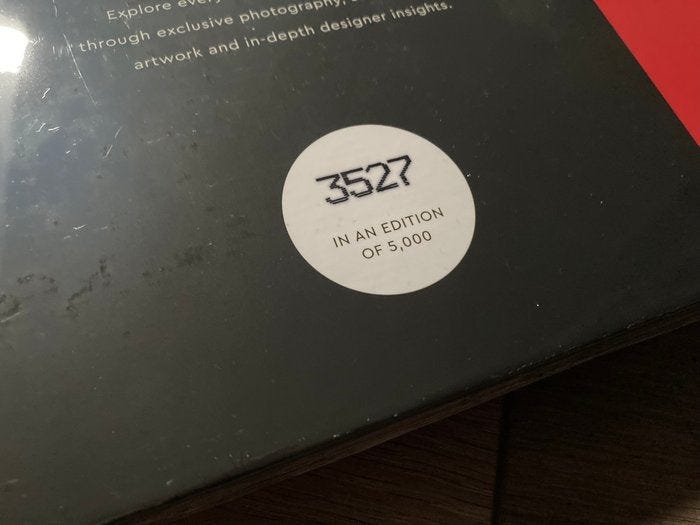 Explore
through exclusive photography,
artwork and in-depth designer insights.
3527
IN AN EDITION
OF 5,000